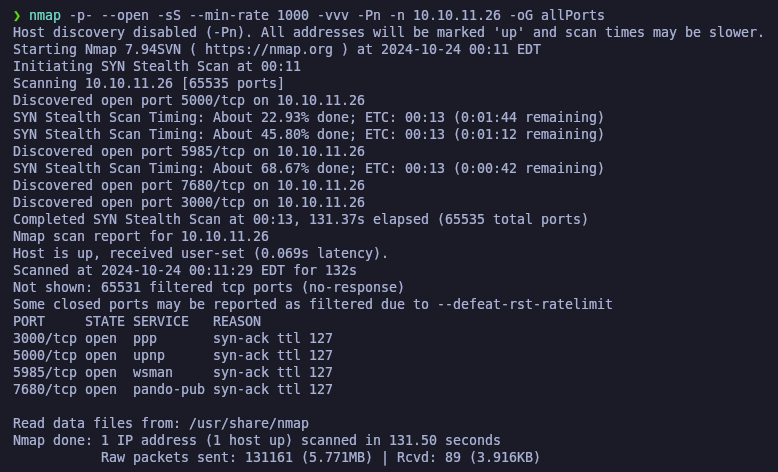 ❯ nmap -p- --open -sS --min-rate 1000 -vvv -Pn -n 10.10.11.26 -oG allPorts
Host discovery disabled (-Pn). All addresses will be marked 'up' and scan times may be slower.
Starting Nmap 7.94SVN ( https://nmap.org ) at 2024-10-24 00:11 EDT
Initiating SYN Stealth Scan at 00:11
Scanning 10.10.11.26 [65535 ports]
Discovered open port 5000/tcp on 10.10.11.26
SYN Stealth Scan Timing: About 22.93% done; ETC: 00:13 (0:01:44 remaining)
SYN Stealth Scan Timing: About 45.80% done; ETC: 00:13 (0:01:12 remaining)
Discovered open port 5985/tcp on 10.10.11.26
SYN Stealth Scan Timing: About 68.67% done; ETC: 00:13 (0:00:42 remaining)
Discovered open port 7680/tcp on 10.10.11.26
Discovered open port 3000/tcp on 10.10.11.26
Completed SYN Stealth Scan at 00:13, 131.37s elapsed (65535 total ports)
Nmap scan report for 10.10.11.26
Host is up, received user-set (0.069s latency).
Scanned at 2024-10-24 00:11:29 EDT for 132s
Not shown: 65531 filtered tcp ports (no-response)
Some closed ports may be reported as filtered due to --defeat-rst-ratelimit
PORT     STATE SERVICE   REASON
3000/tcp open  ppp       syn-ack ttl 127
5000/tcp open  upnp      syn-ack ttl 127
5985/tcp open  wsman     syn-ack ttl 127
7680/tcp open  pando-pub syn-ack ttl 127

Read data files from: /usr/share/nmap
Nmap done: 1 IP address (1 host up) scanned in 131.50 seconds
           Raw packets sent: 131161 (5.771MB) | Rcvd: 89 (3.916KB)